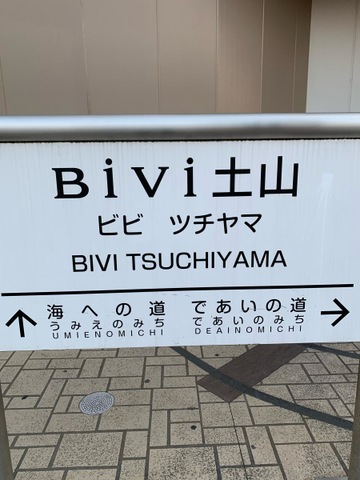 BiVi土山
ビビ ツチヤマ
BIVI TSUCHIYAMA
↑ 海への道 であいの道 →
うみえのみち であいのみち
UMIENOMICHI DEAINOMICHI